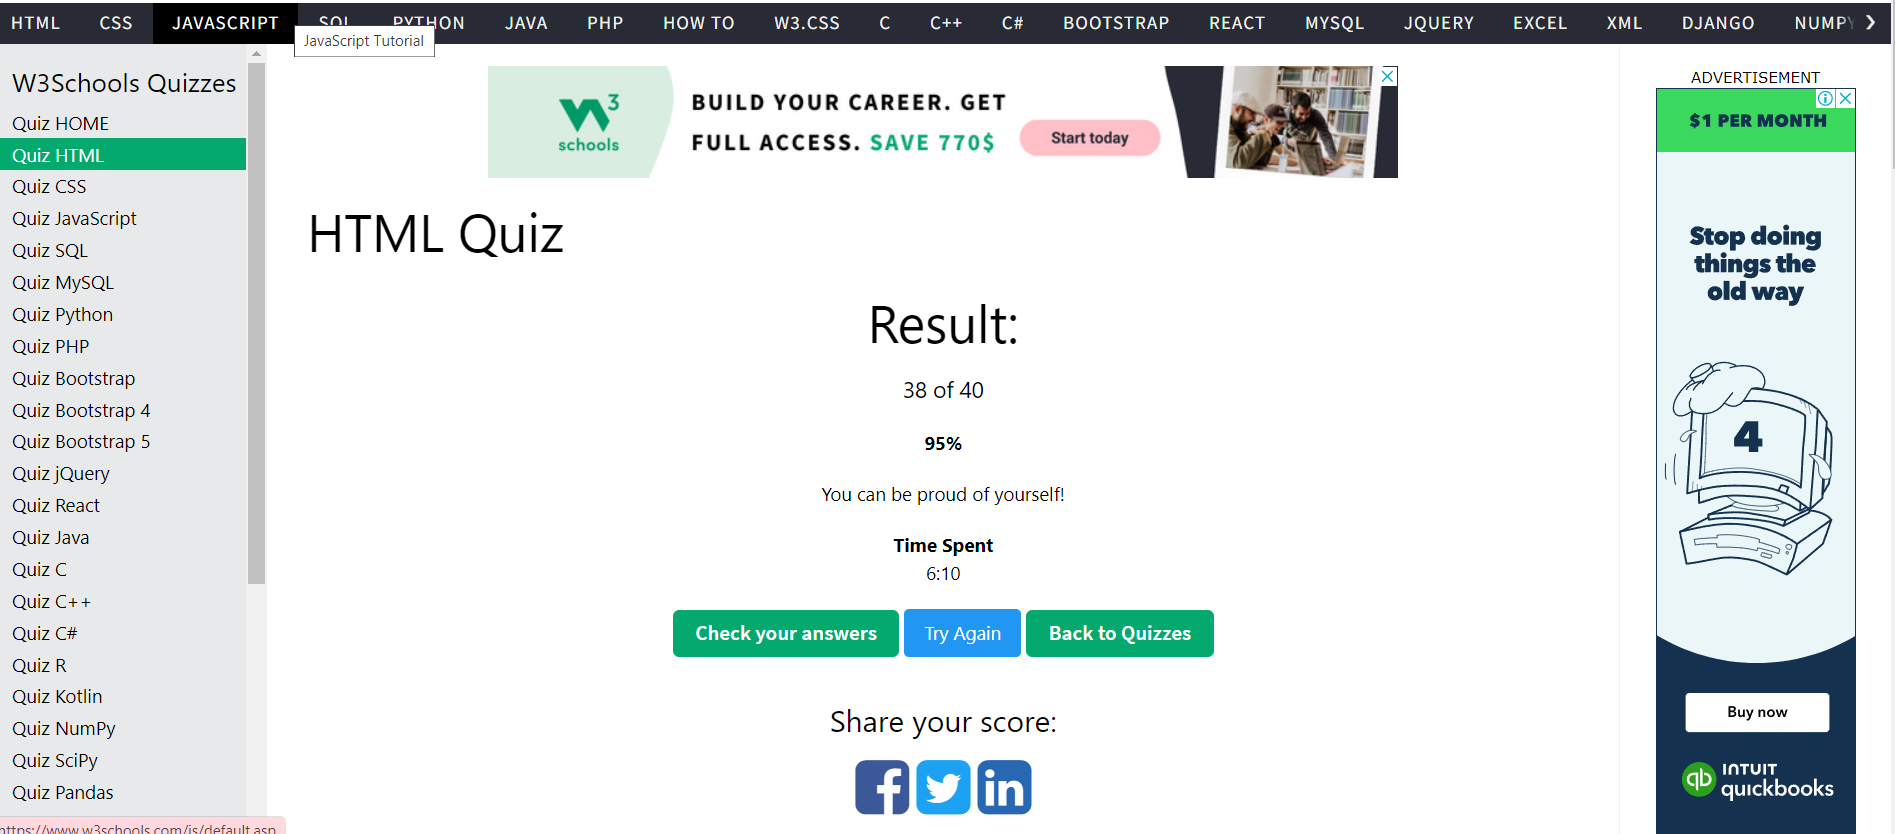 HTML CSS JAVASCRIPT SQL PYTHON JAVA PHP HOW TO W3.CSS C C++ C# BOOTSTRAP REACT MYSQL JQUERY EXCEL XML DJANGO NUMPY
JavaScript Tutorial
W3Schools Quizzes
Quiz HOME
Quiz HTML
Quiz CSS
Quiz JavaScript
Quiz SQL
Quiz MySQL
Quiz Python
Quiz PHP
Quiz Bootstrap
Quiz Bootstrap 4
Quiz Bootstrap 5
Quiz jQuery
Quiz React
Quiz Java
Quiz C
Quiz C++
Quiz C#
Quiz R
Quiz Kotlin
Quiz NumPy
Quiz SciPy
Quiz Pandas
https://www.w3schools.com/js/default.asp
W3
schools
BUILD YOUR CAREER. GET
FULL ACCESS. SAVE 770$
Start today
HTML Quiz
Result:
38 of 40
95%
You can be proud of yourself!
Time Spent
6:10
Check your answers Try Again Back to Quizzes
Share your score:
ADVERTISEMENT
$1 PER MONTH
Stop doing
things the
old way
4
Buy now
INTUIT
quickbooks